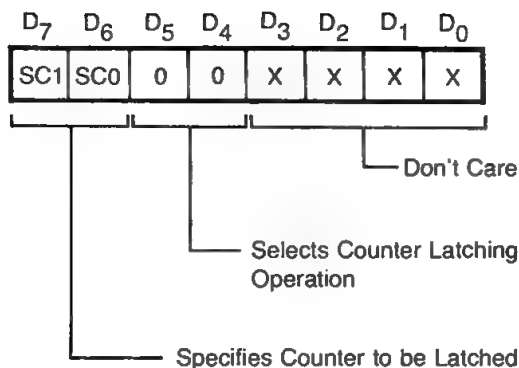 D7 D6 D5 D4 D3 D2 D1 D0
SC1 SC0 0 0 X X X X
Don't Care
Selects Counter Latching
Operation
Specifies Counter to be Latched